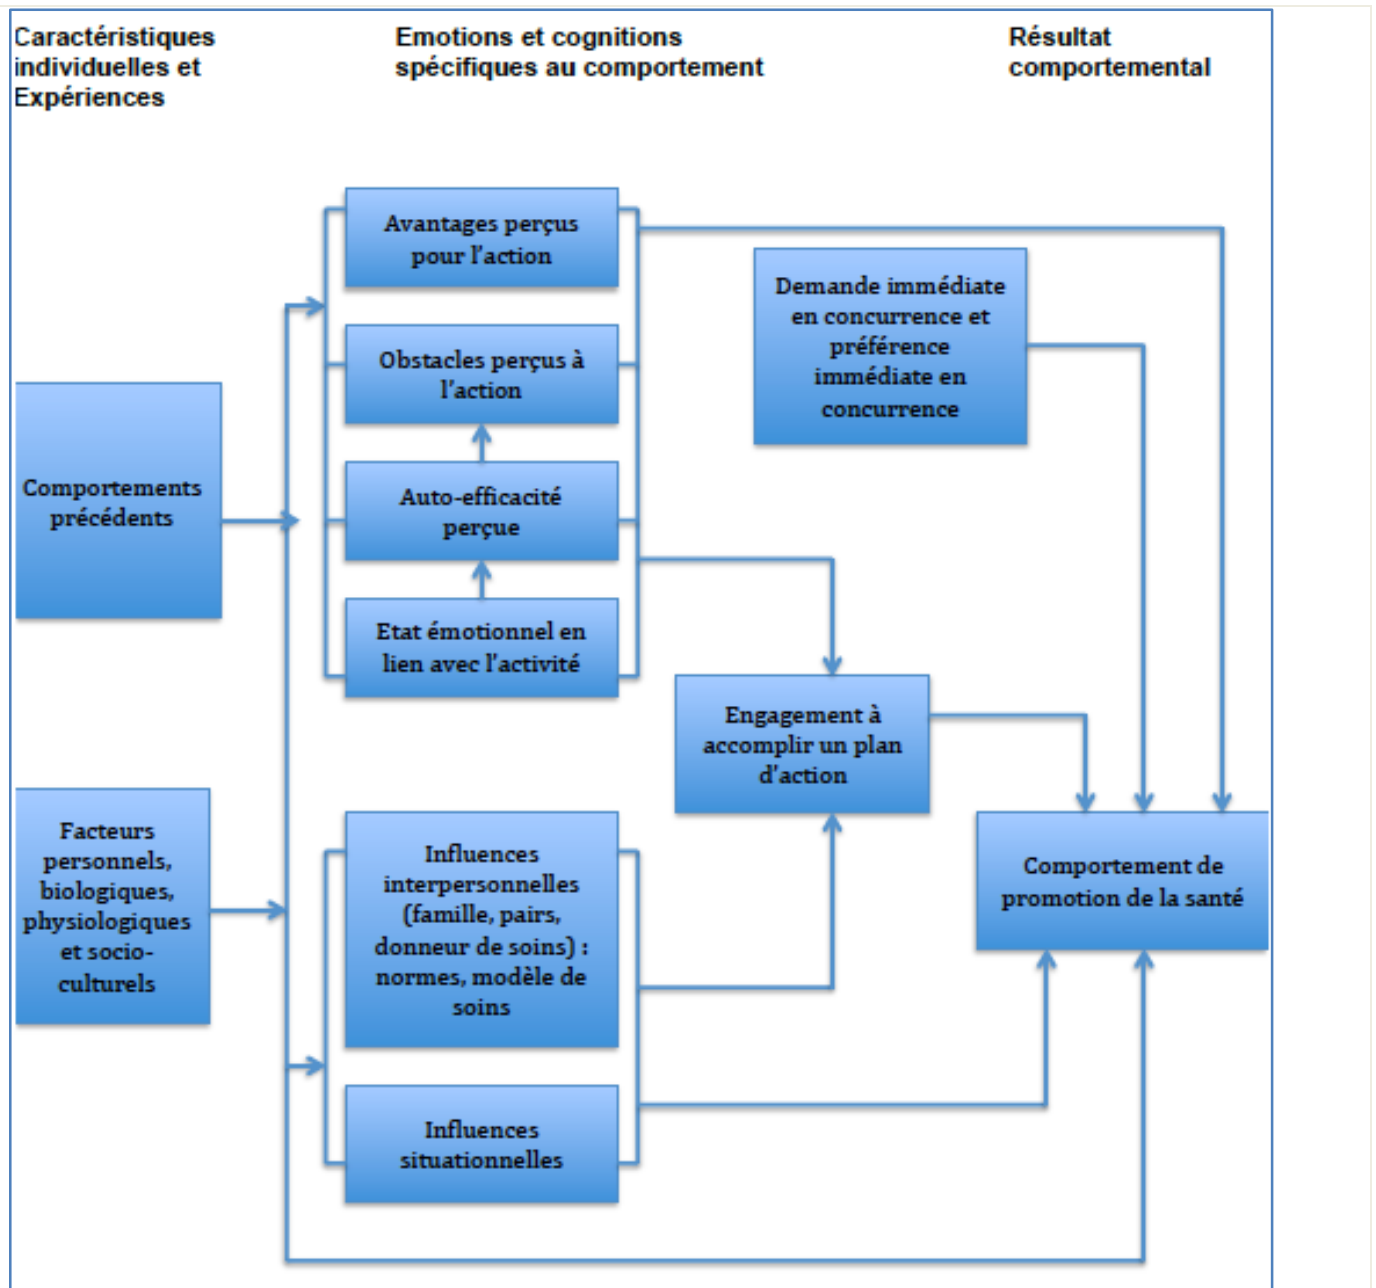 Caractéristiques
individuelles et
Expériences
Emotions et cognitions
spécifiques au comportement
Résultat
comportemental
Avantages perçus
pour l'action
Demande immédiate
en concurrence et
préférence
immédiate en
concurrence
Obstacles perçus à
l'action
Comportements
précédents
Auto-efficacité
perçue
Etat émotionnel en
lien avec l'activité
Engagement à
accomplir un plan
d'action
Facteurs
personnels,
biologiques,
physiologiques
et socio-
culturels
Influences
interpersonnelles
(famille, pairs,
donneur de soins) :
normes, modèle de
soins
Comportement de
promotion de la santé
Influences
situationnelles